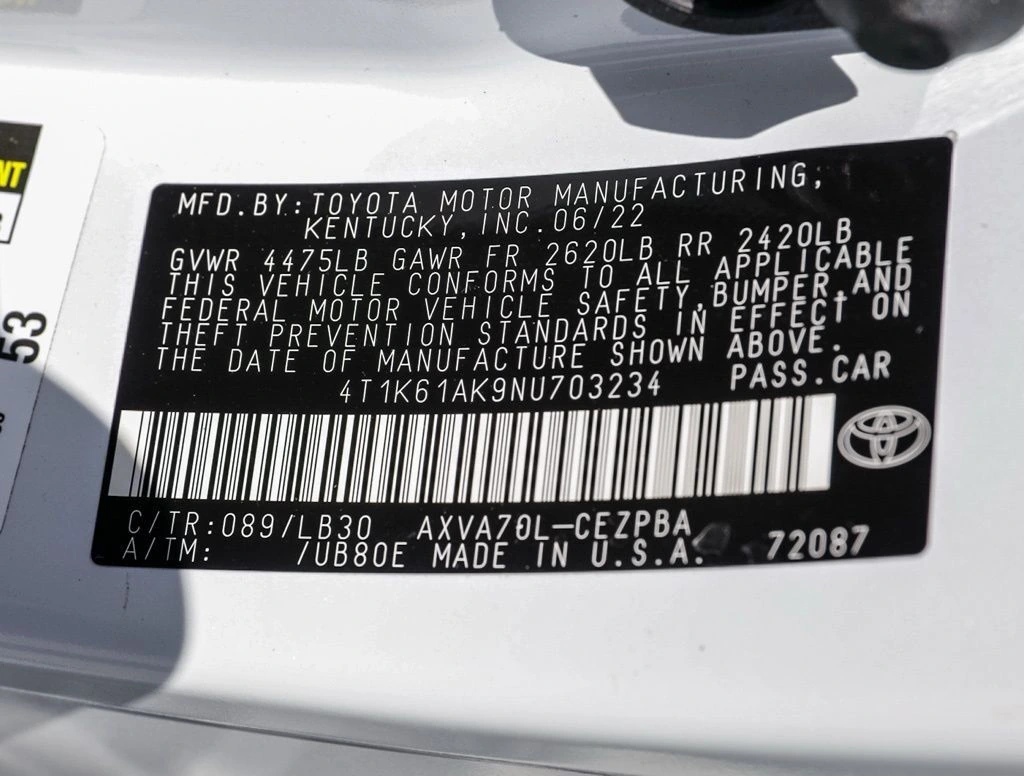 NT
53
MFD.BY:TOYOTA MOTOR MANUFACTURING,
KENTUCKY,INC.06/22
GVWR 4475LB GAWR FR 2620LB RR 2420LB
THIS VEHICLE CONFORMS TO ALL APPLICABLE
FEDERAL MOTOR VEHICLE SAFETY,BUMPER,AND
THEFT PREVENTION STANDARDS IN EFFECT ON
THE DATE OF MANUFACTURE SHOWN ABOVE.
4T1K61AK9NU703234 PASS.CAR
C/TR:089/LB30 AXVA70L-CEZPBA
A/TM: /UB80E MADE IN U.S.A. 72087